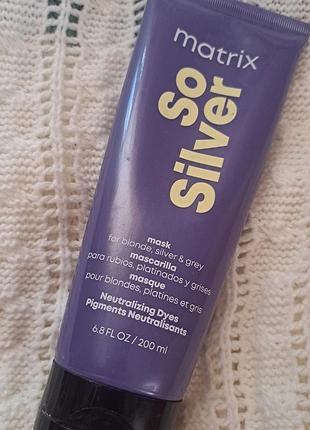 matrix
So
Silver
mask
for blonde, silver & grey
mascarilla
para rubios, platinados y grises
masque
pour blondes, platines et gris
Neutralizing Dyes
Pigments Neutralisants
6.8 FL OZ / 200 ml